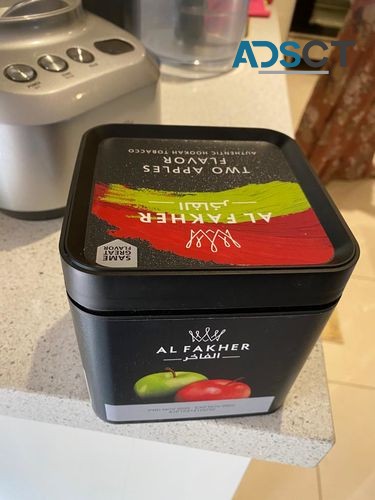 ADSCT
AUTHENTIC HOOKAH TOBACCO
TWO APPLES
FLAVOR
الفاخر
AL FAKHER
SAME
GREAT
FLAVOR
AL FAKHER
الفاخر